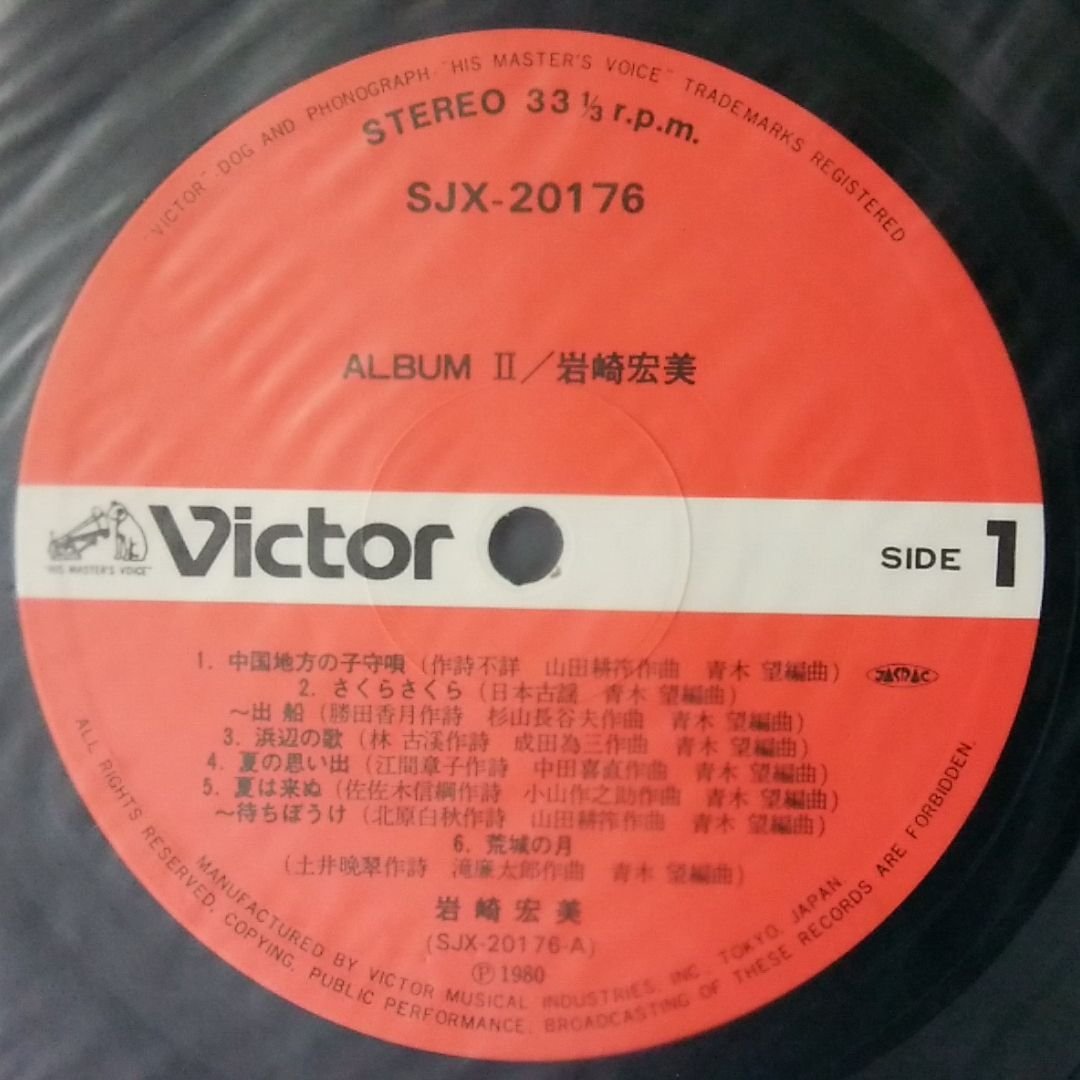 "VICTOR" DOG AND PHONOGRAPH "HIS MASTER'S VOICE" TRADEMARKS REGISTERED
STEREO 33 1/3 r.p.m.
SJX-20176
ALBUM Ⅱ/岩崎宏美
"HIS MASTER'S VOICE"
Victor
SIDE 1
1. 中国地方の子守唄 (作詩不詳 山田耕筰作曲 青木 望編曲)
JASRAC
2. さくらさくら (日本古謡 青木 望編曲)
〜出 船 (勝田香月作詩 杉山長谷夫作曲 青木 望編曲)
3. 浜辺の歌 (林 古溪作詩 成田為三作曲 青木 望編曲)
4. 夏の思い出 (江間章子作詩 中田喜直作曲 青木 望編曲)
5. 夏は来ぬ (佐佐木信綱作詩 小山作之助作曲 青木 望編曲)
〜待ちぼうけ (北原白秋作詩 山田耕筰作曲 青木 望編曲)
6. 荒城の月
(土井晩翠作詩 滝廉太郎作曲 青木 望編曲)
岩崎宏美
(SJX-20176-A)
Ⓟ1980
MANUFACTURED BY VICTOR MUSICAL INDUSTRIES, INC. TOKYO, JAPAN.
ALL RIGHTS RESERVED, COPYING, PUBLIC PERFORMANCE, BROADCASTING OF THESE RECORDS ARE FORBIDDEN.